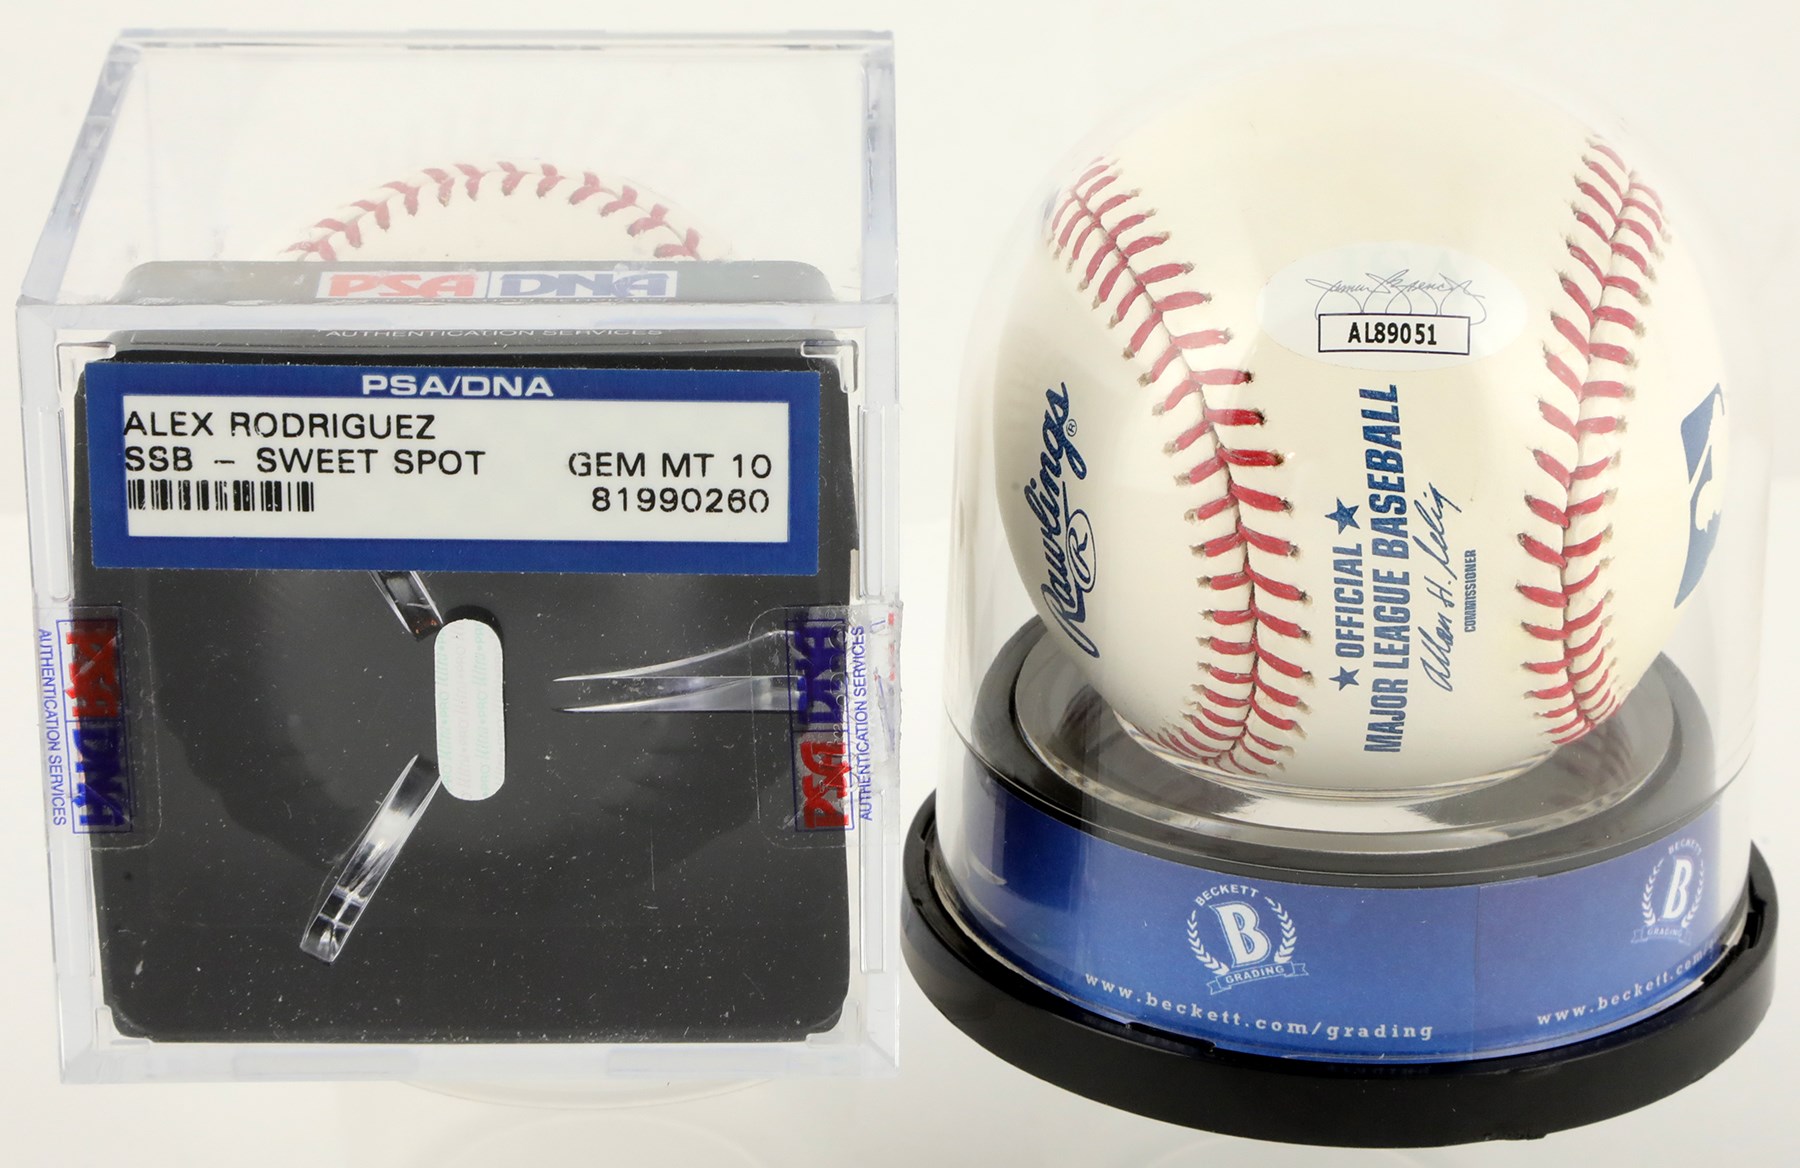 PSA DNA
AUTHENTICATION SERVICES
PSA/DNA
ALEX RODRIGUEZ
SSB - SWEET SPOT
GEM MT 10
81990260
PSA DNA
AUTHENTICATION SERVICES
PSA DNA
AUTHENTICATION SERVICES
AL89051
Rawlings®
R
OFFICIAL
MAJOR LEAGUE BASEBALL
Allan H. Selig
COMMISSIONER
BECKETT
B
GRADING
www.beckett.com/grading
BECKETT
B
GRADING
www.beckett.com/